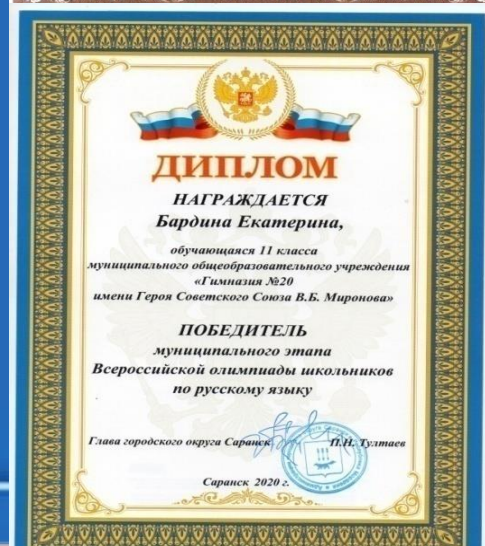 ДИПЛОМ
НАГРАЖДАЕТСЯ
Бардина Екатерина,
обучающаяся 11 класса
муниципального общеобразовательного учреждения
«Гимназия №20
имени Героя Советского Союза В.Б. Миронова»
ПОБЕДИТЕЛЬ
муниципального этапа
Всероссийской олимпиады школьников
по русскому языку
Глава городского округа Саранск П.Н. Тултаев
Саранск 2020 г.